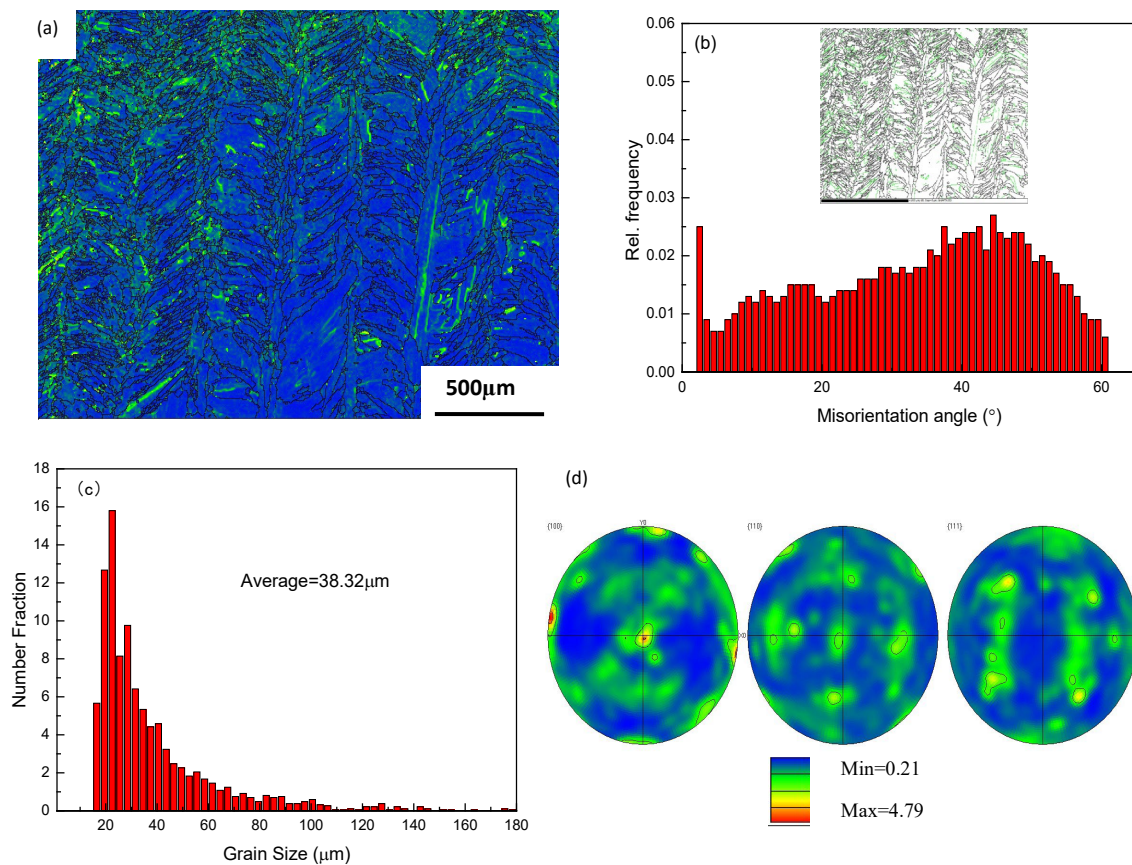 (a)
500μm
(b)
0.06
0.05
0.04
0.03
0.02
0.01
0.00
Rel. frequency
0 20 40 60
Misorientation angle (°)
(c)
18
16
14
12
10
8
6
4
2
0
Number Fraction
Average=38.32μm
20 40 60 80 100 120 140 160 180
Grain Size (μm)
(d)
{100}
Y0
X0
{110}
{111}
Min=0.21
Max=4.79